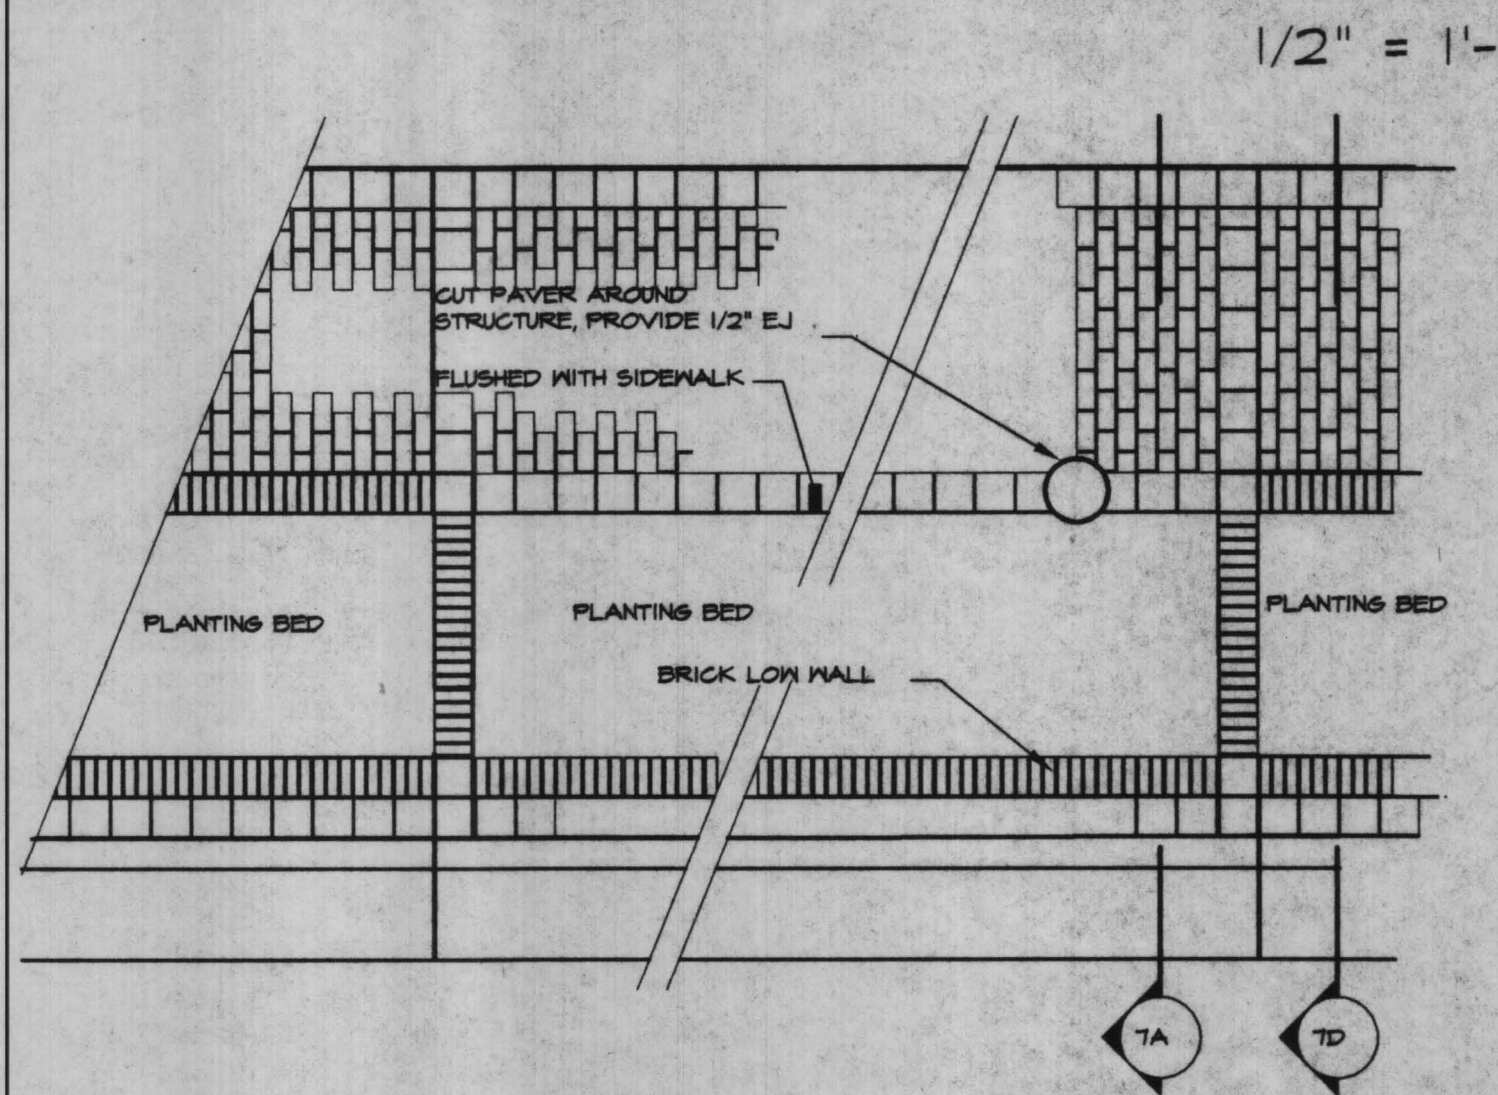 1/2" = 1'-
CUT PAVER AROUND
STRUCTURE, PROVIDE 1/2" EJ
FLUSHED WITH SIDEWALK
PLANTING BED
PLANTING BED
PLANTING BED
BRICK LOW WALL
7A
7D